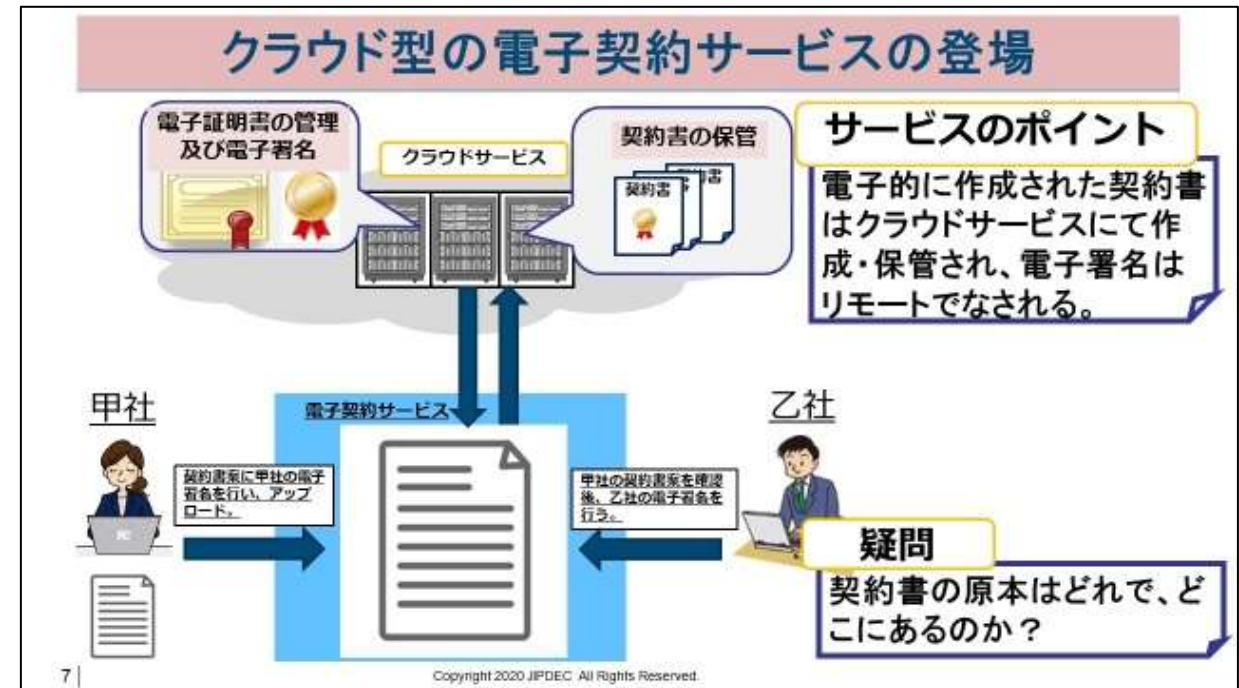 クラウド型の電子契約サービスの登場
電子証明書の管理
及び電子署名
クラウドサービス
契約書の保管
契約書
書
サービスのポイント
電子的に作成された契約書
はクラウドサービスにて作
成・保管され、電子署名は
リモートでなされる。
甲社
電子契約サービス
乙社
契約書案に甲社の電子
署名を行い、アップ
ロード。
甲社の契約書案を確認
後、乙社の電子署名を
行う。
疑問
契約書の原本はどれで、ど
こにあるのか?
7
Copyright 2020 JIPDEC All Rights Reserved.